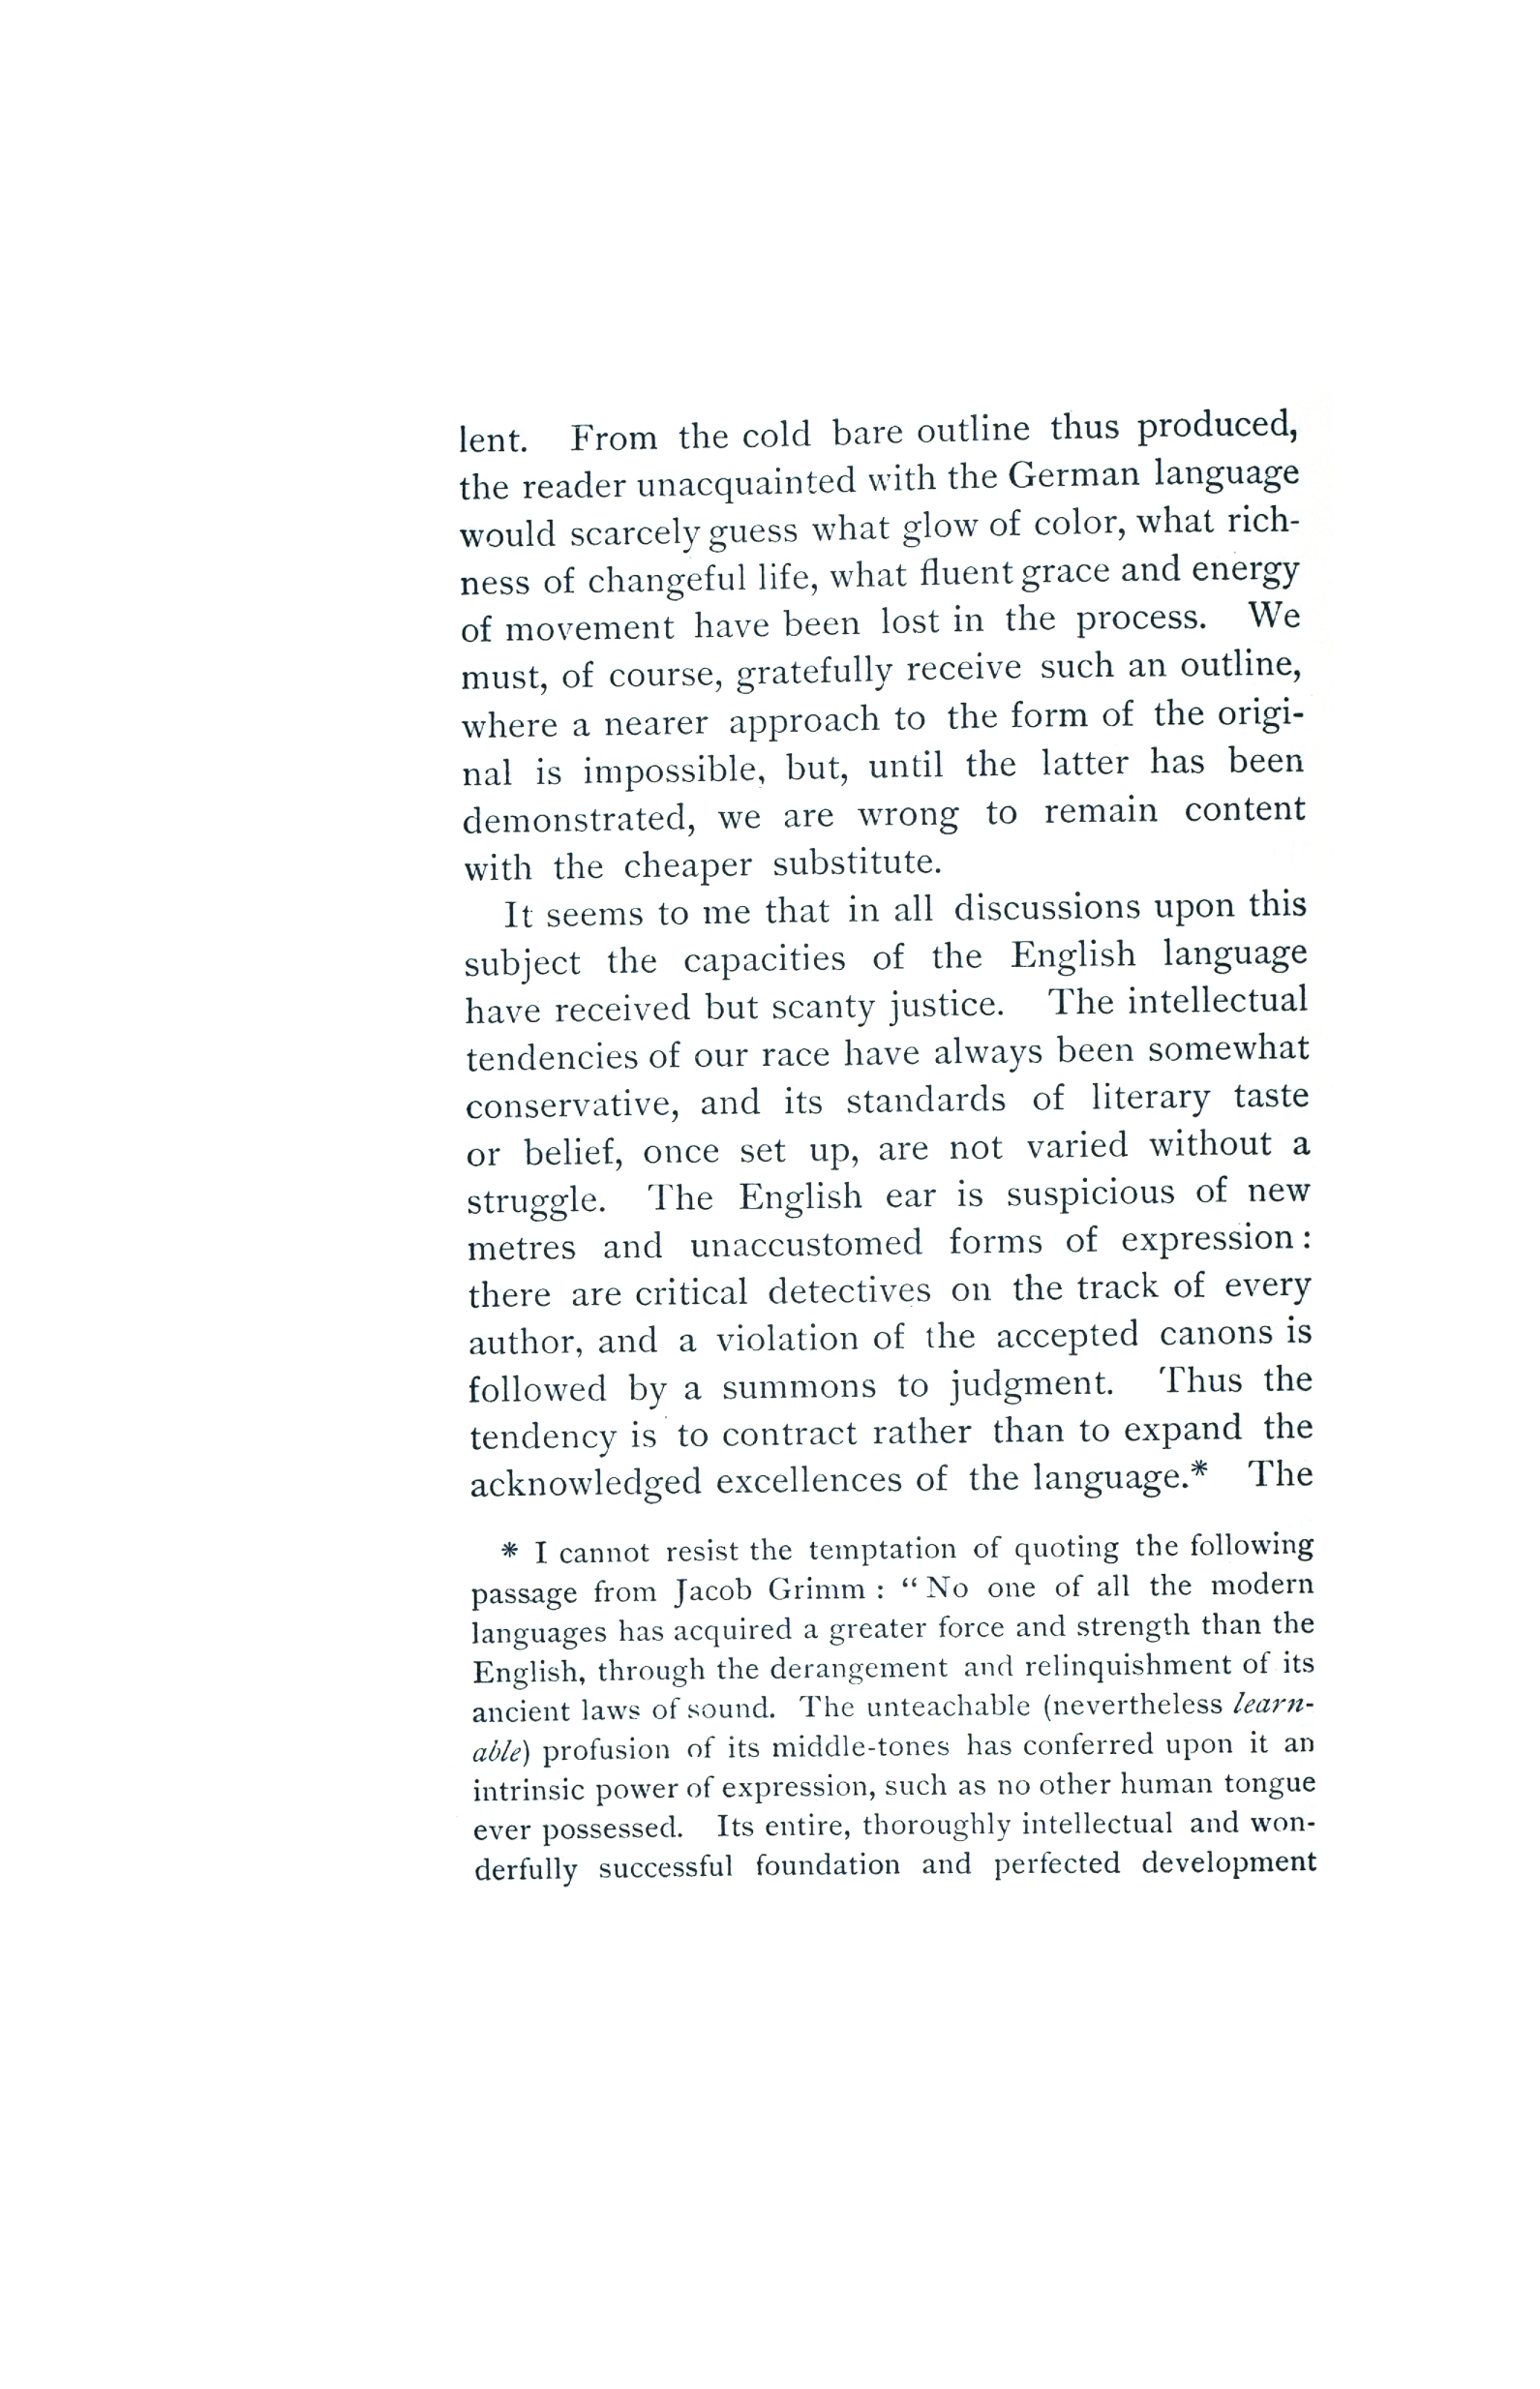 lent. From the cold bare outline thus produced,
the reader unacquainted with the German language
would scarcely guess what glow of color, what rich-
ness of changeful life, what fluent grace and energy
of movement have been lost in the process. We
must, of course, gratefully receive such an outline,
where a nearer approach to the form of the origi-
nal is impossible, but, until the latter has been
demonstrated, we are wrong to remain content
with the cheaper substitute.
It seems to me that in all discussions upon this
subject the capacities of the English language
have received but scanty justice. The intellectual
tendencies of our race have always been somewhat
conservative, and its standards of literary taste
or belief, once set up, are not varied without a
struggle. The English ear is suspicious of new
metres and unaccustomed forms of expression:
there are critical detectives on the track of every
author, and a violation of the accepted canons is
followed by a summons to judgment. Thus the
tendency is to contract rather than to expand the
acknowledged excellences of the language.* The
* I cannot resist the temptation of quoting the following
passage from Jacob Grimm : “No one of all the modern
languages has acquired a greater force and strength than the
English, through the derangement and relinquishment of its
ancient laws of sound. The unteachable (nevertheless learn-
able) profusion of its middle-tones has conferred upon it an
intrinsic power of expression, such as no other human tongue
ever possessed. Its entire, thoroughly intellectual and won-
derfully successful foundation and perfected development